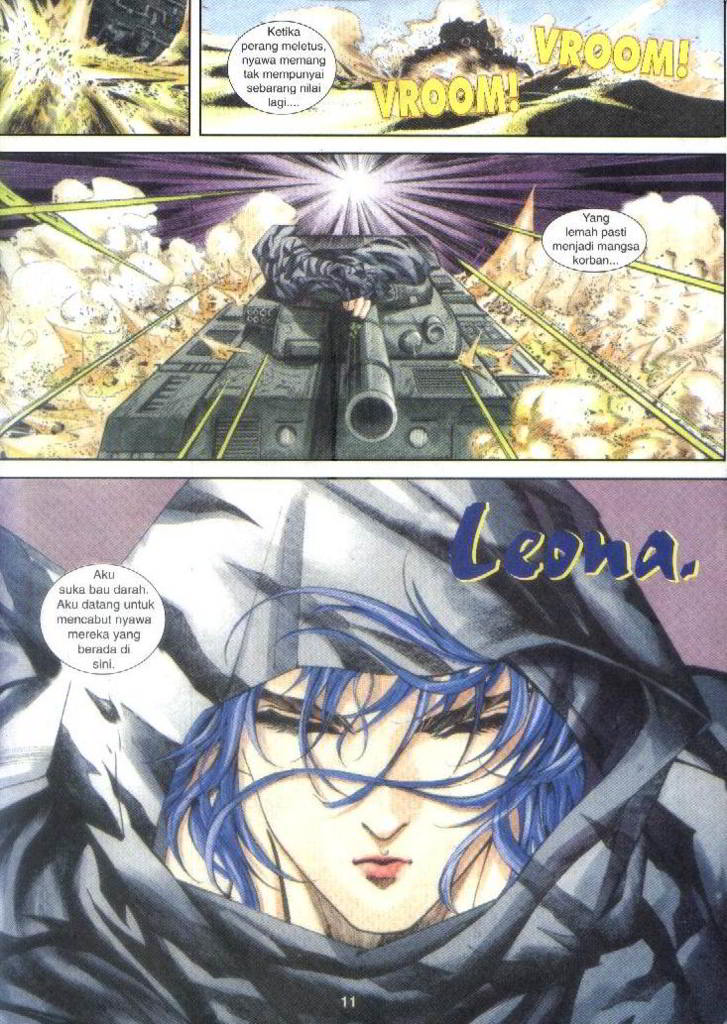 Ketika
perang meletus,
nyawa memang
tak mempunyai
sebarang nilai
lagi....
VROOM!
VROOM!
Yang
lemah pasti
menjadi mangsa
korban...
Leona.
Aku
suka bau darah.
Aku datang untuk
mencabut nyawa
mereka yang
berada di
sini.
11